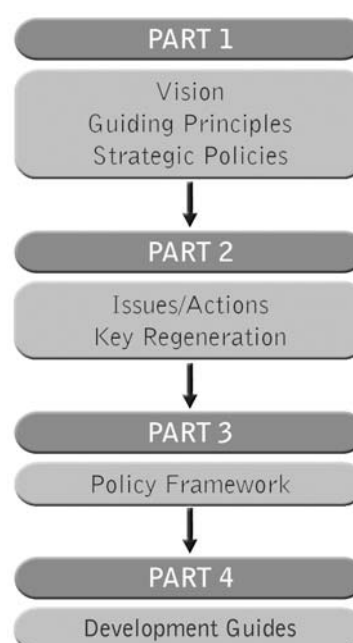 PART 1
Vision
Guiding Principles
Strategic Policies
PART 2
Issues/Actions
Key Regeneration
PART 3
Policy Framework
PART 4
Development Guides